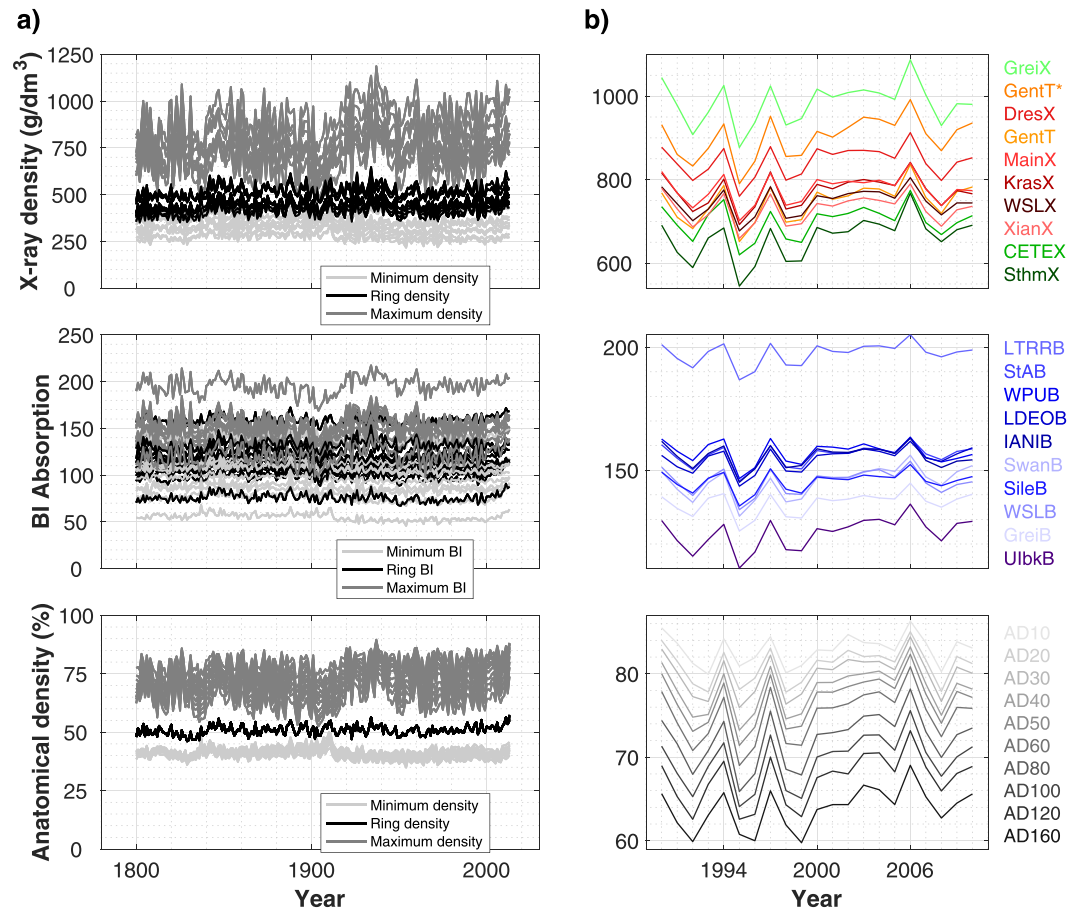 a)
X-ray density (g/dm³)
1250
1000
750
500
250
0
Minimum density
Ring density
Maximum density
BI Absorption
250
200
150
100
50
0
Minimum BI
Ring BI
Maximum BI
Anatomical density (%)
100
75
50
25
0
Minimum density
Ring density
Maximum density
1800
1900
2000
Year
b)
1000
800
600
GreiX
GentT*
DresX
GentT
MainX
KrasX
WSLX
XianX
CETEX
SthmX
200
150
LTRRB
StAB
WPUB
LDEOB
IANIB
SwanB
SileB
WSLB
GreiB
UIbkB
80
70
60
AD10
AD20
AD30
AD40
AD50
AD60
AD80
AD100
AD120
AD160
1994
2000
2006
Year